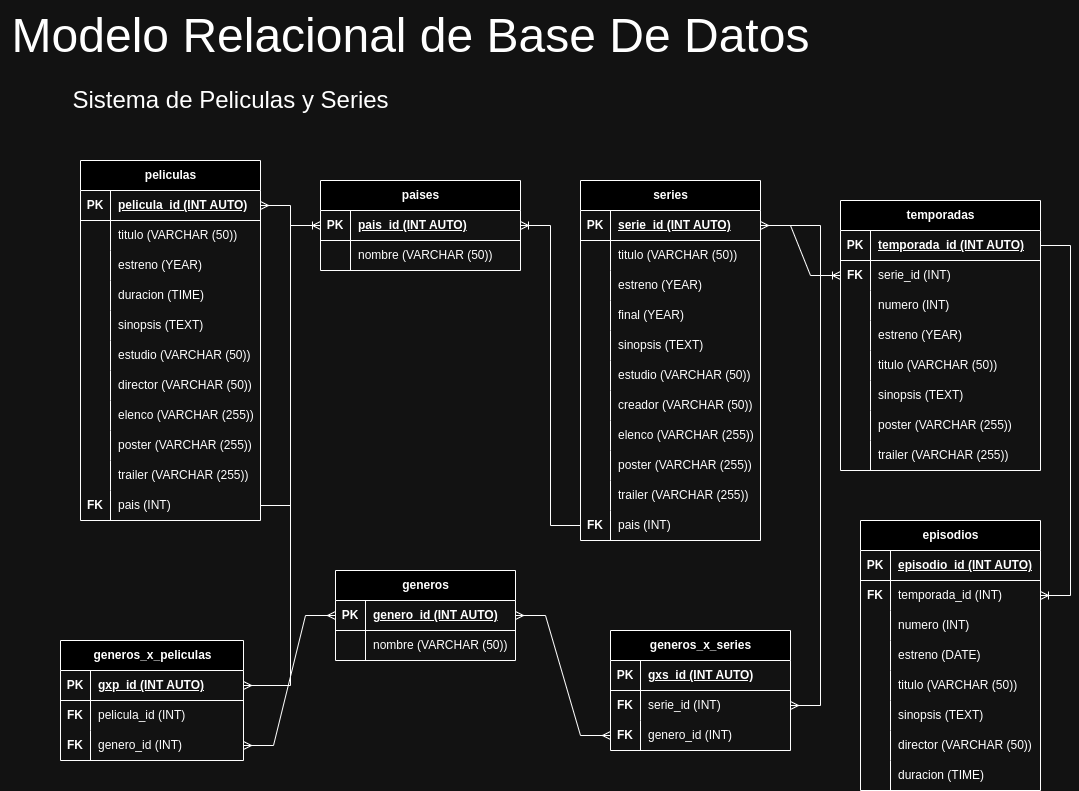 Modelo Relacional de Base De Datos
Sistema de Peliculas y Series
peliculas
PK pelicula_id (INT AUTO)
titulo (VARCHAR (50))
estreno (YEAR)
duracion (TIME)
sinopsis (TEXT)
estudio (VARCHAR (50))
director (VARCHAR (50))
elenco (VARCHAR (255))
poster (VARCHAR (255))
trailer (VARCHAR (255))
FK pais (INT)
paises
PK pais_id (INT AUTO)
nombre (VARCHAR (50))
series
PK serie_id (INT AUTO)
titulo (VARCHAR (50))
estreno (YEAR)
final (YEAR)
sinopsis (TEXT)
estudio (VARCHAR (50))
creador (VARCHAR (50))
elenco (VARCHAR (255))
poster (VARCHAR (255))
trailer (VARCHAR (255))
FK pais (INT)
temporadas
PK temporada_id (INT AUTO)
FK serie_id (INT)
numero (INT)
estreno (YEAR)
titulo (VARCHAR (50))
sinopsis (TEXT)
poster (VARCHAR (255))
trailer (VARCHAR (255))
generos_x_peliculas
PK gxp_id (INT AUTO)
FK pelicula_id (INT)
FK genero_id (INT)
generos
PK genero_id (INT AUTO)
nombre (VARCHAR (50))
generos_x_series
PK gxs_id (INT AUTO)
FK serie_id (INT)
FK genero_id (INT)
episodios
PK episodio_id (INT AUTO)
FK temporada_id (INT)
numero (INT)
estreno (DATE)
titulo (VARCHAR (50))
sinopsis (TEXT)
director (VARCHAR (50))
duracion (TIME)